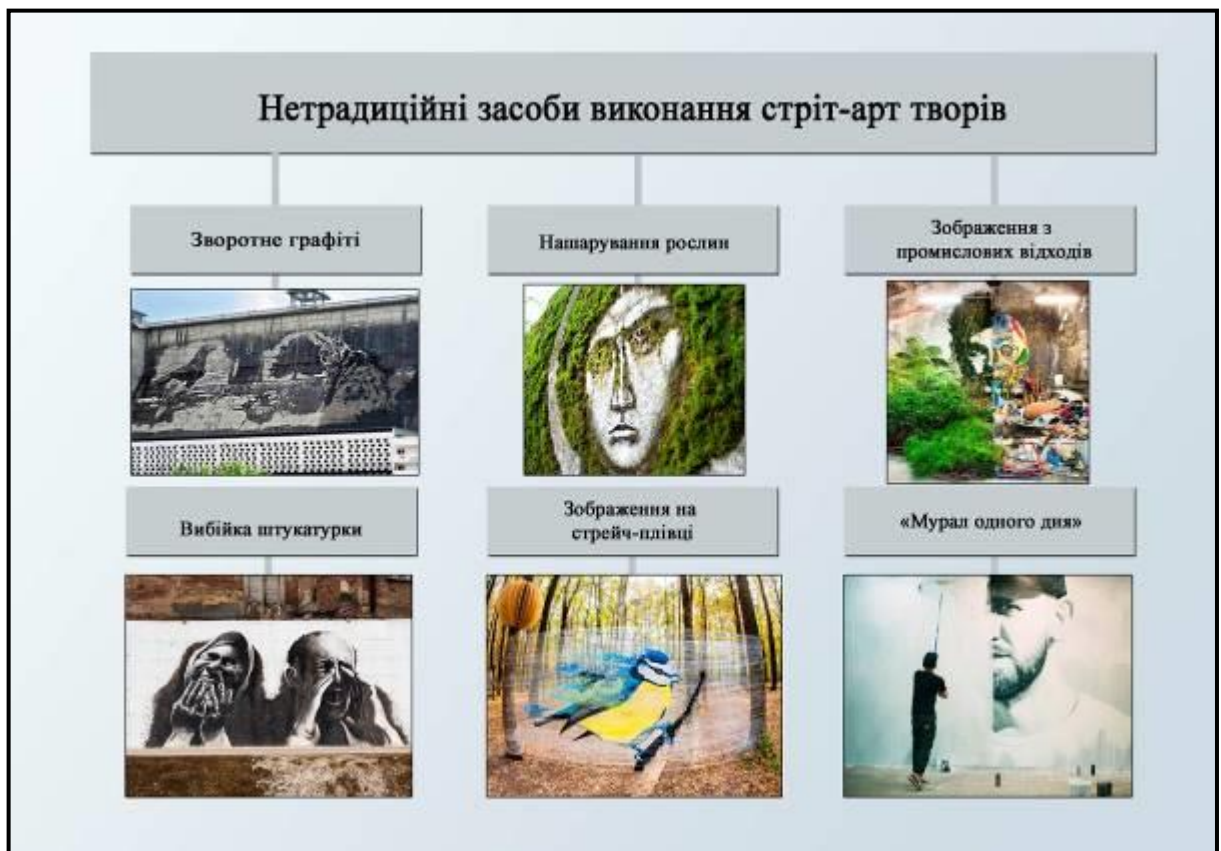 Нетрадиційні засоби виконання стріт-арт творів
Зворотне графіті
Нашарування рослин
Зображення з
промислових відходів
Вибійка штукатурки
Зображення на
стрейч-плівці
«Мурал одного дня»